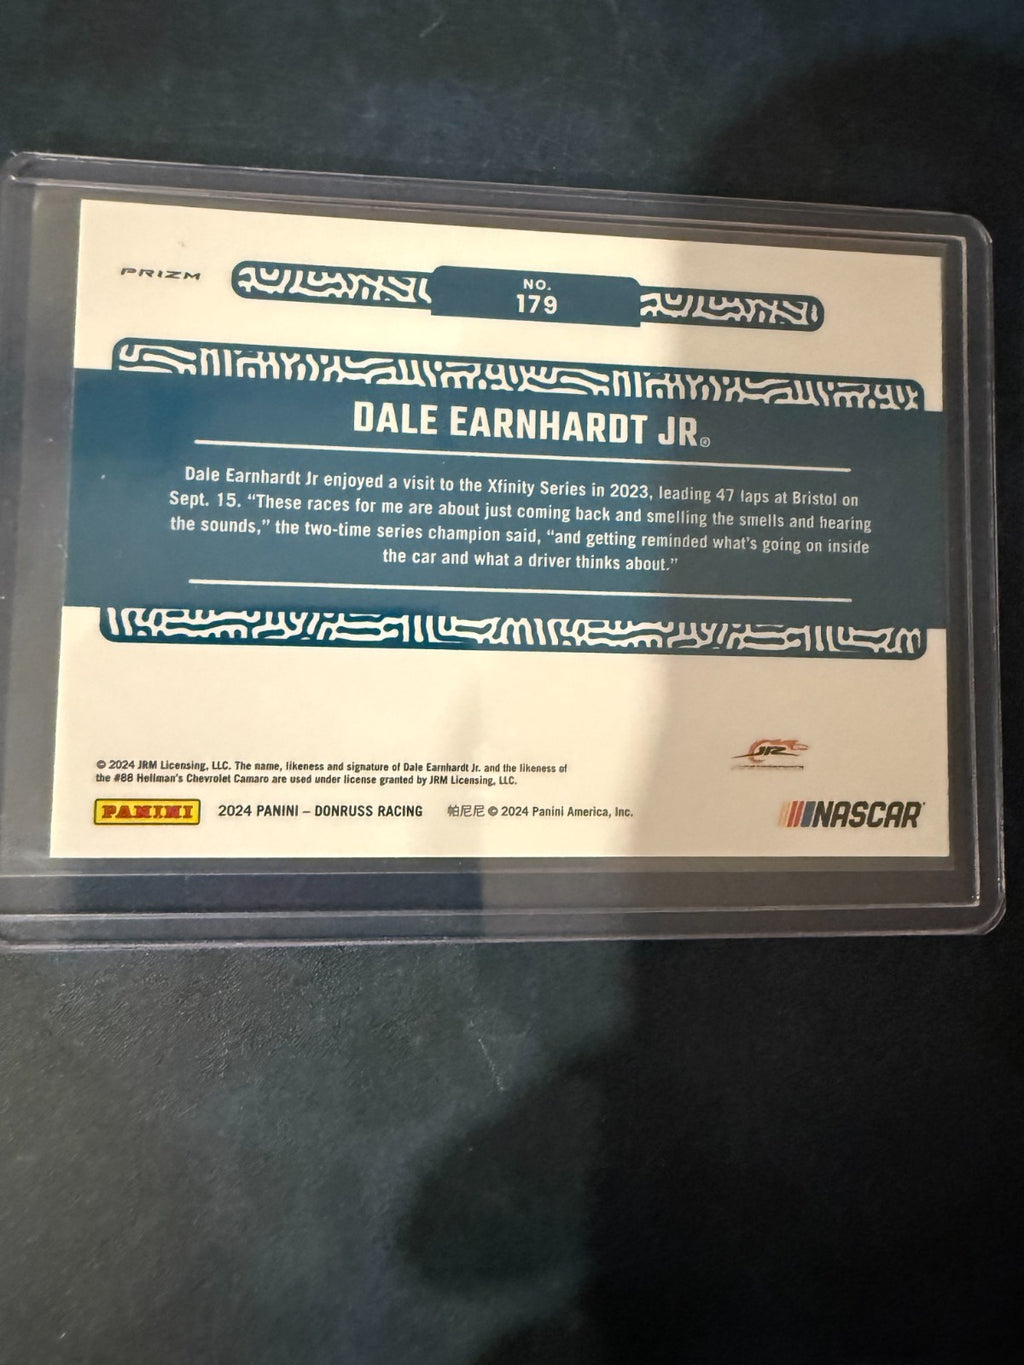 PRIZM
NO.
179
DALE EARNHARDT JR®
Dale Earnhardt Jr enjoyed a visit to the Xfinity Series in 2023, leading 47 laps at Bristol on
Sept. 15. “These races for me are about just coming back and smelling the smells and hearing
the sounds,” the two-time series champion said, “and getting reminded what’s going on inside
the car and what a driver thinks about.”
JR
© 2024 JRM Licensing, LLC. The name, likeness and signature of Dale Earnhardt Jr. and the likeness of
the #88 Hellman's Chevrolet Camaro are used under license granted by JRM Licensing, LLC.
PANINI 2024 PANINI – DONRUSS RACING 帕尼尼 © 2024 Panini America, Inc. NASCAR